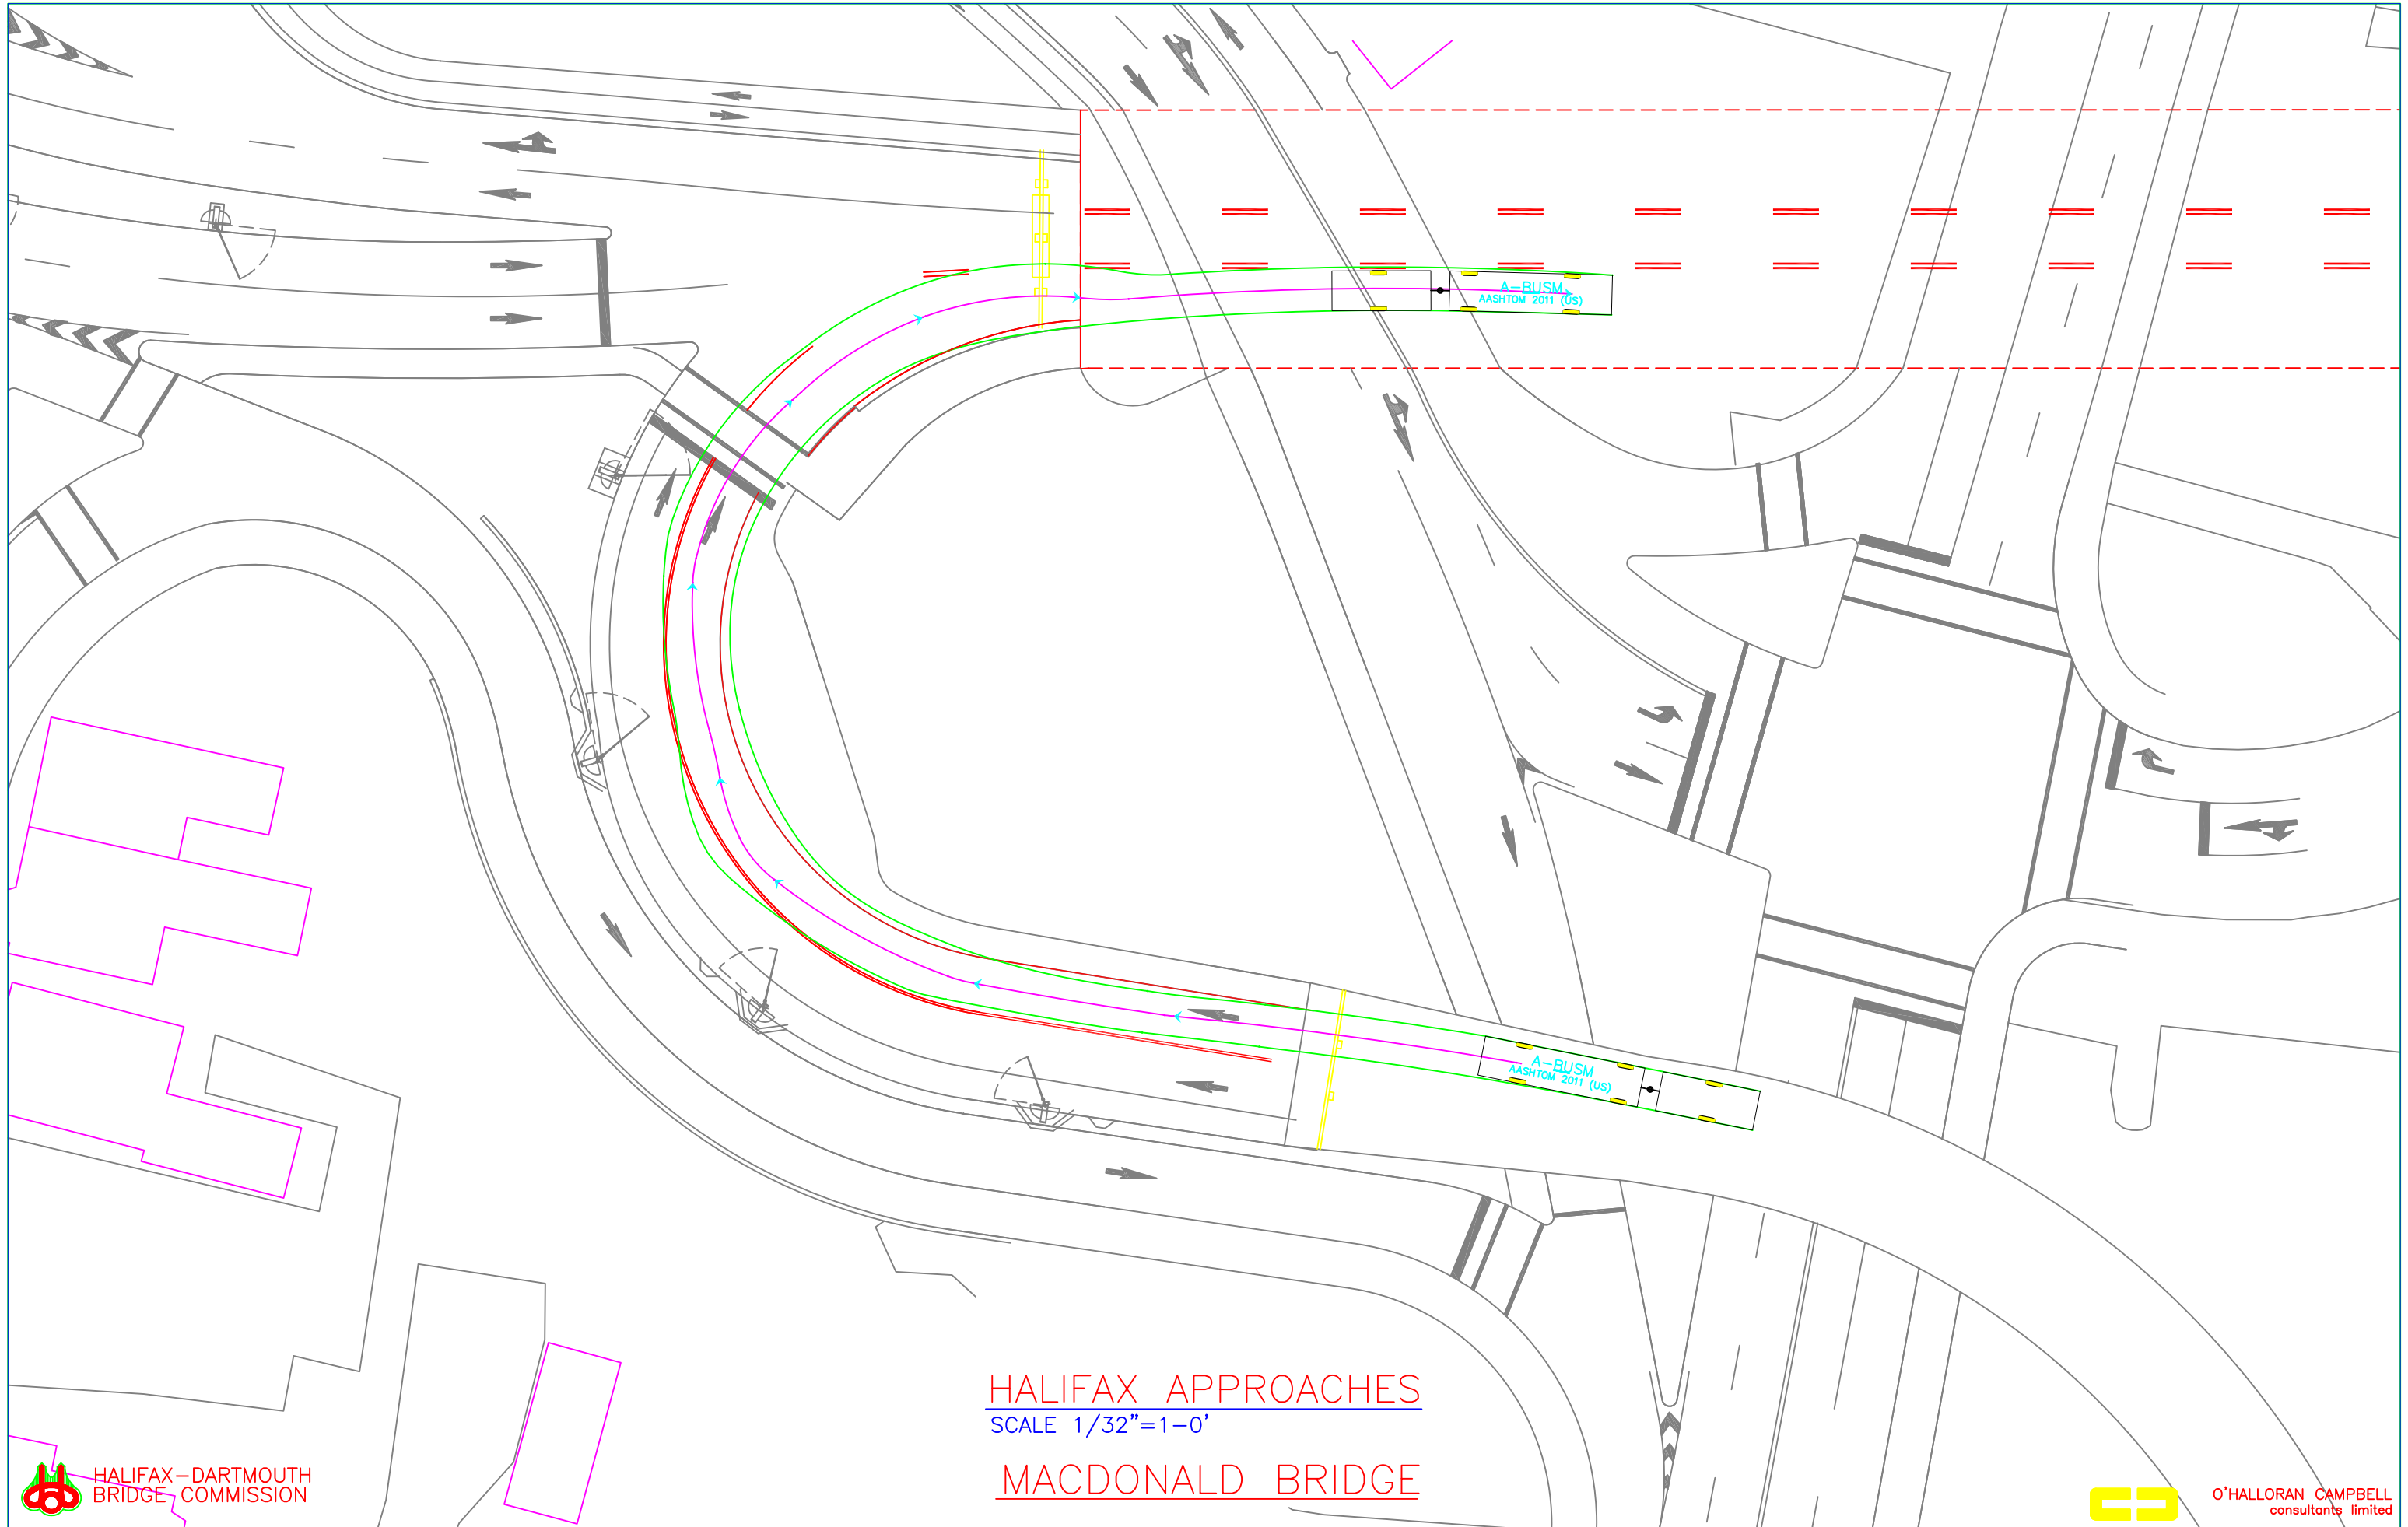 A-BUSM
AASHTOM 2011 (US)
A-BUSM
AASHTOM 2011 (US)
HALIFAX APPROACHES
SCALE 1/32"=1-0'
MACDONALD BRIDGE
HALIFAX-DARTMOUTH
BRIDGE COMMISSION
O'HALLORAN CAMPBELL
consultants limited